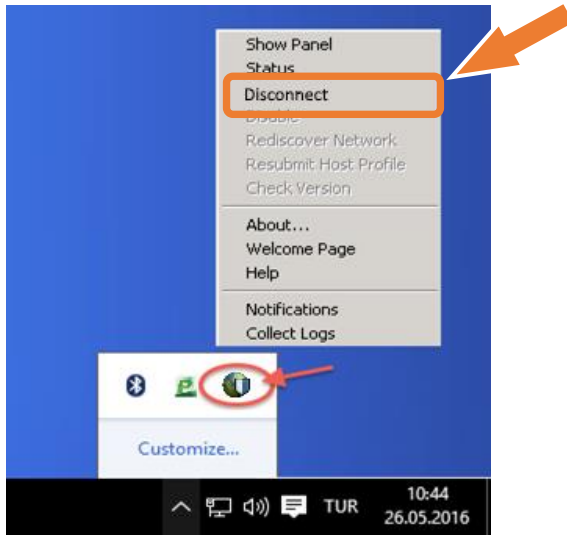 Show Panel
Status
Disconnect
Disable
Rediscover Network
Resubmit Host Profile
Check Version
About...
Welcome Page
Help
Notifications
Collect Logs
Customize...
TUR
10:44
26.05.2016